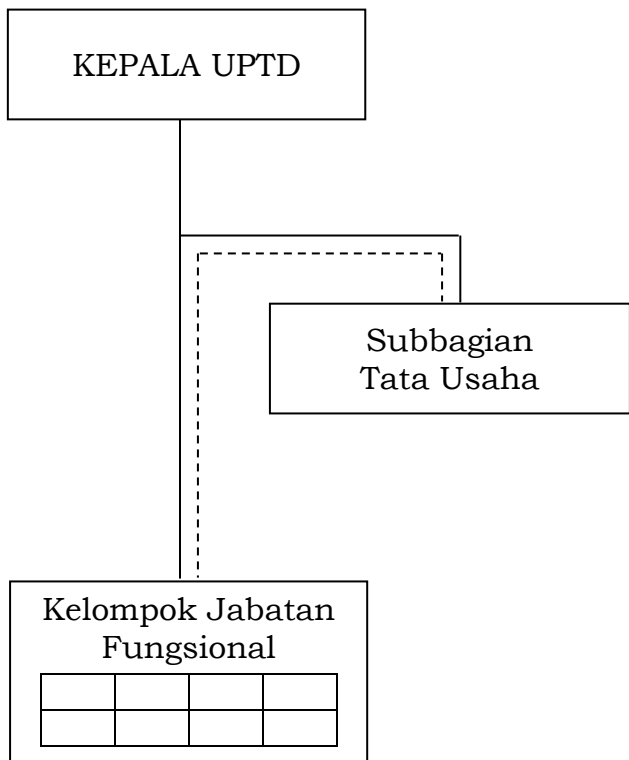 KEPALA UPTD
Subbagian
Tata Usaha
Kelompok Jabatan
Fungsional